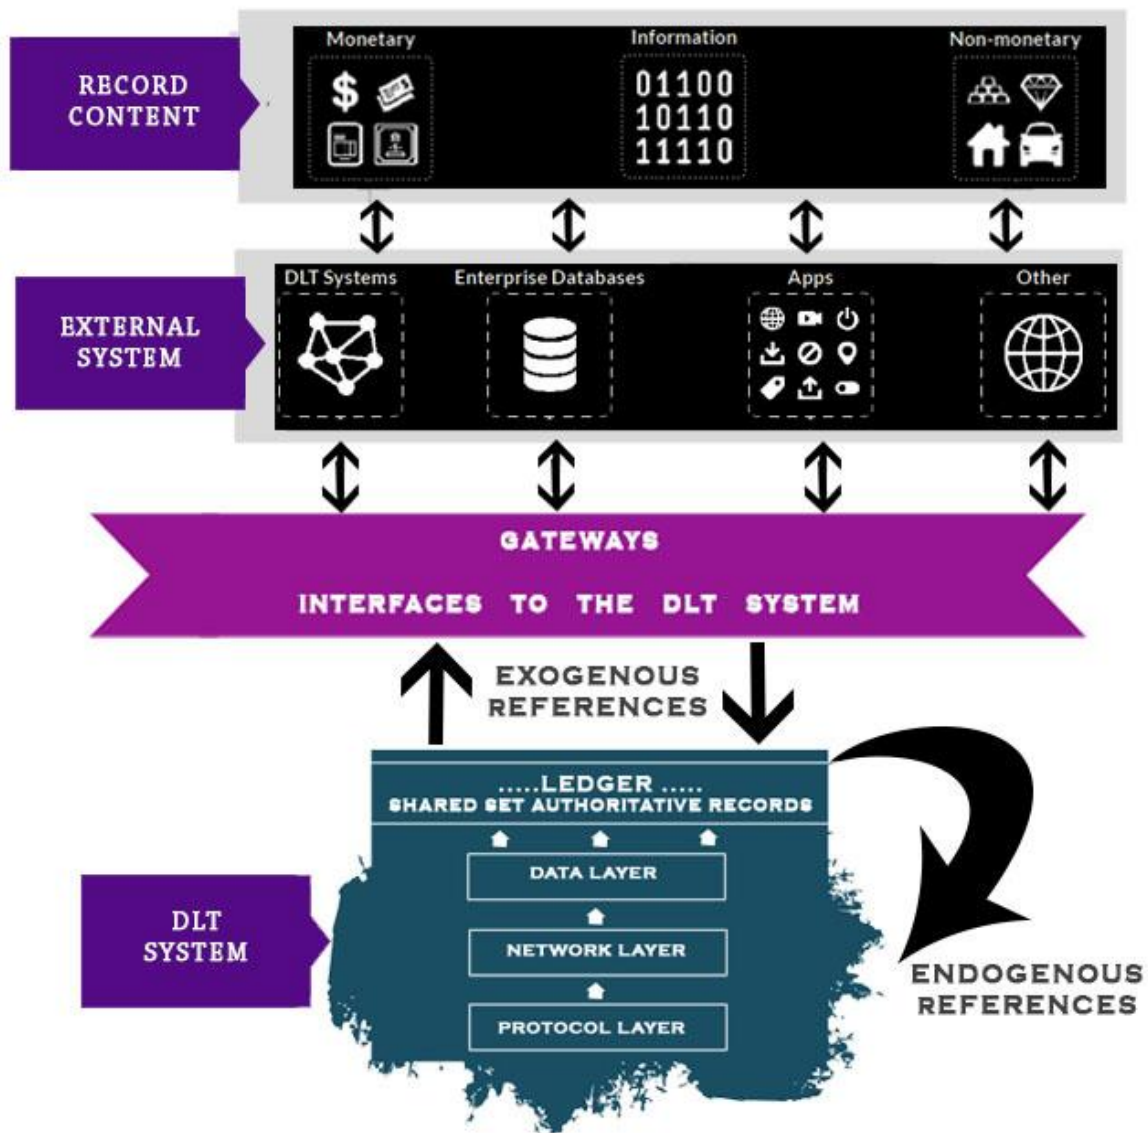 RECORD
CONTENT
Monetary
Information
Non-monetary
$
01100
10110
11110
EXTERNAL
SYSTEM
DLT Systems
Enterprise Databases
Apps
Other
GATEWAYS
INTERFACES TO THE DLT SYSTEM
EXOGENOUS
REFERENCES
.....LEDGER .....
SHARED SET AUTHORITATIVE RECORDS
DATA LAYER
DLT
SYSTEM
NETWORK LAYER
ENDOGENOUS
REFERENCES
PROTOCOL LAYER